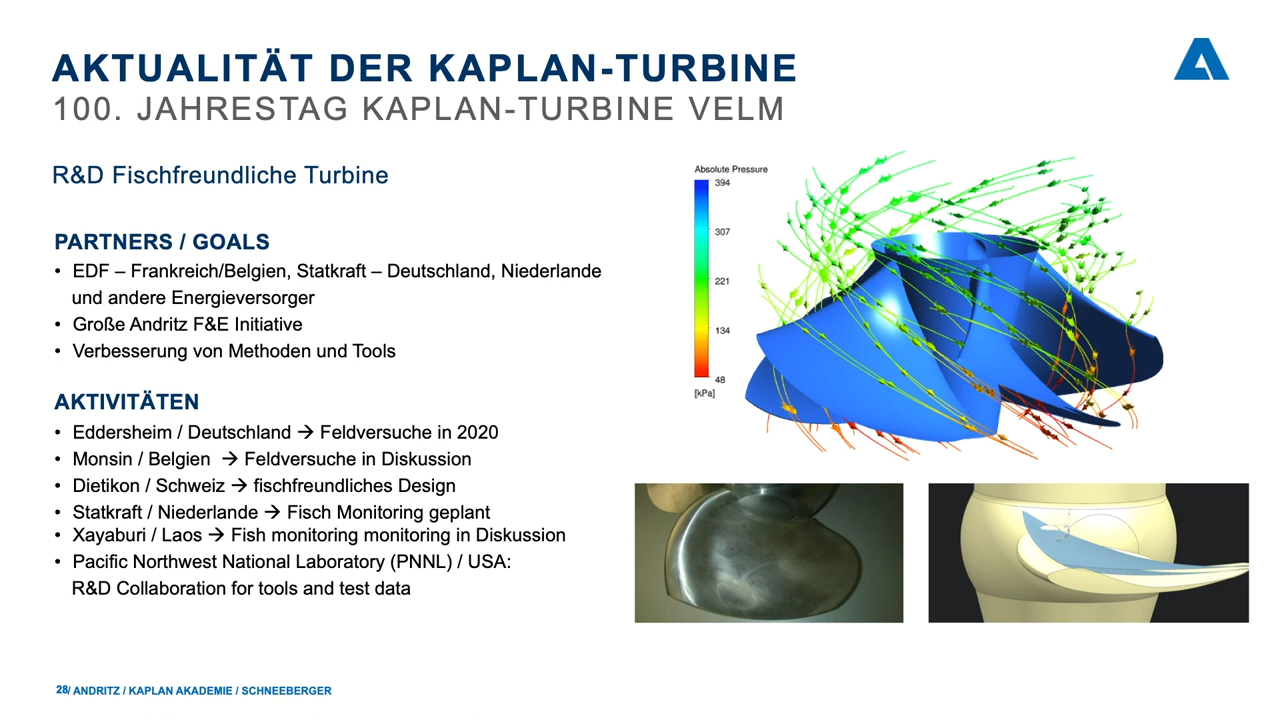 AKTUALITÄT DER KAPLAN-TURBINE
100. JAHRESTAG KAPLAN-TURBINE VELM
R&D Fischfreundliche Turbine
PARTNERS / GOALS
• EDF – Frankreich/Belgien, Statkraft – Deutschland, Niederlande
und andere Energieversorger
• Große Andritz F&E Initiative
• Verbesserung von Methoden und Tools
AKTIVITÄTEN
• Eddersheim / Deutschland → Feldversuche in 2020
• Monsin / Belgien → Feldversuche in Diskussion
• Dietikon / Schweiz → fischfreundliches Design
• Statkraft / Niederlande → Fisch Monitoring geplant
• Xayaburi / Laos → Fish monitoring monitoring in Diskussion
• Pacific Northwest National Laboratory (PNNL) / USA:
R&D Collaboration for tools and test data
Absolute Pressure
394
307
221
134
48
[kPa]
28/ ANDRITZ / KAPLAN AKADEMIE / SCHNEEBERGER